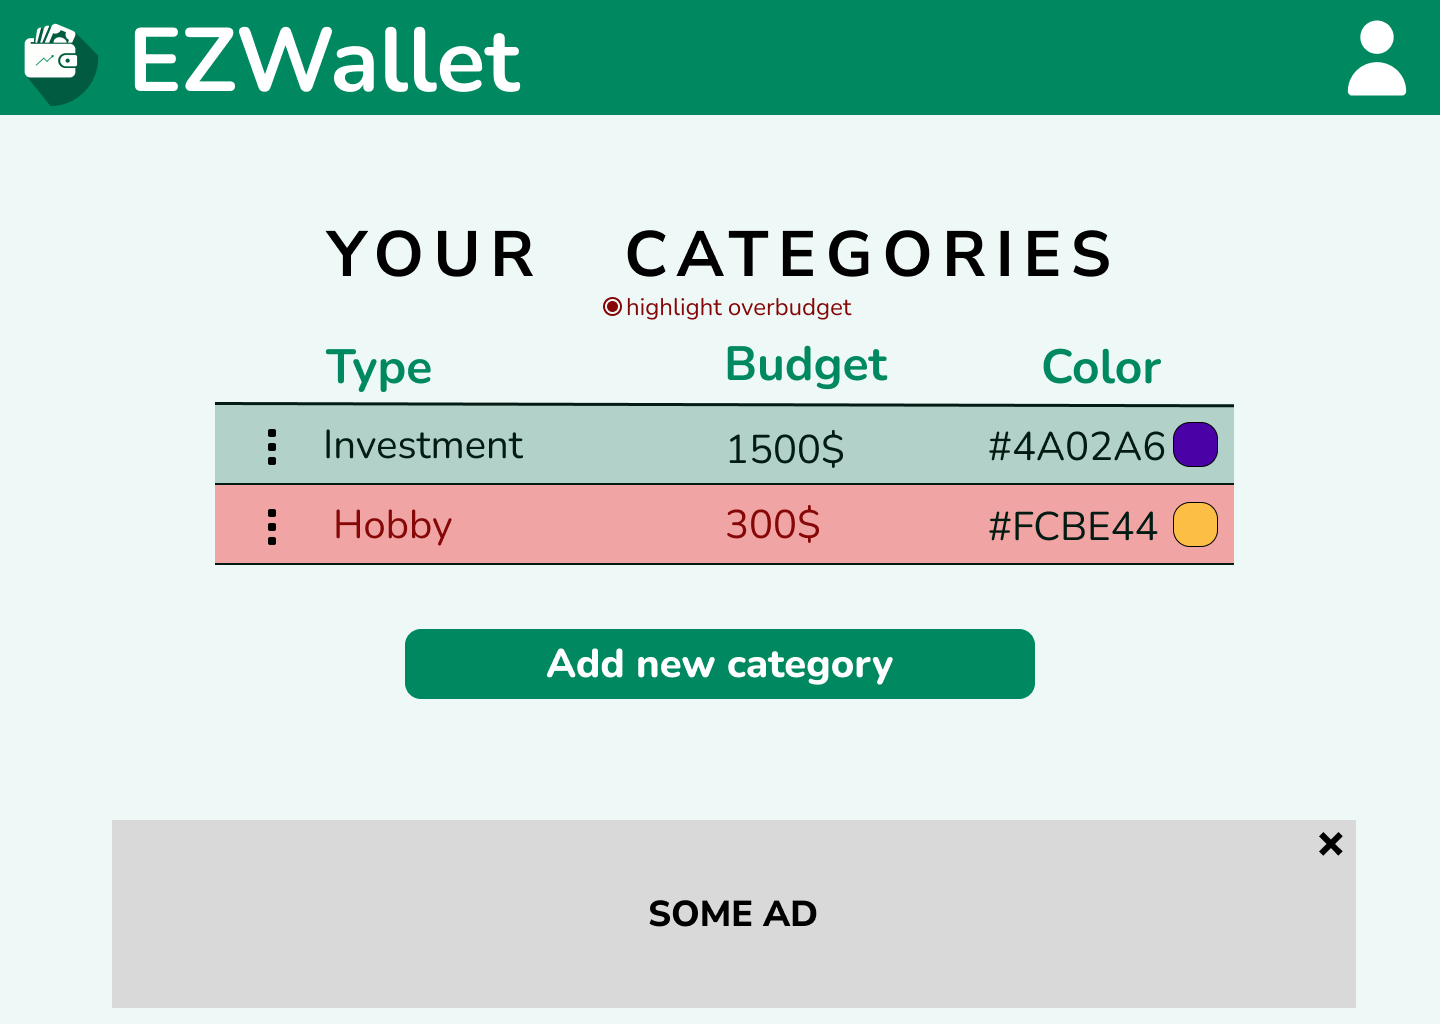 EZWallet
YOUR CATEGORIES
highlight overbudget
Type Budget Color
Investment 1500$ #4A02A6
Hobby 300$ #FCBE44
Add new category
SOME AD